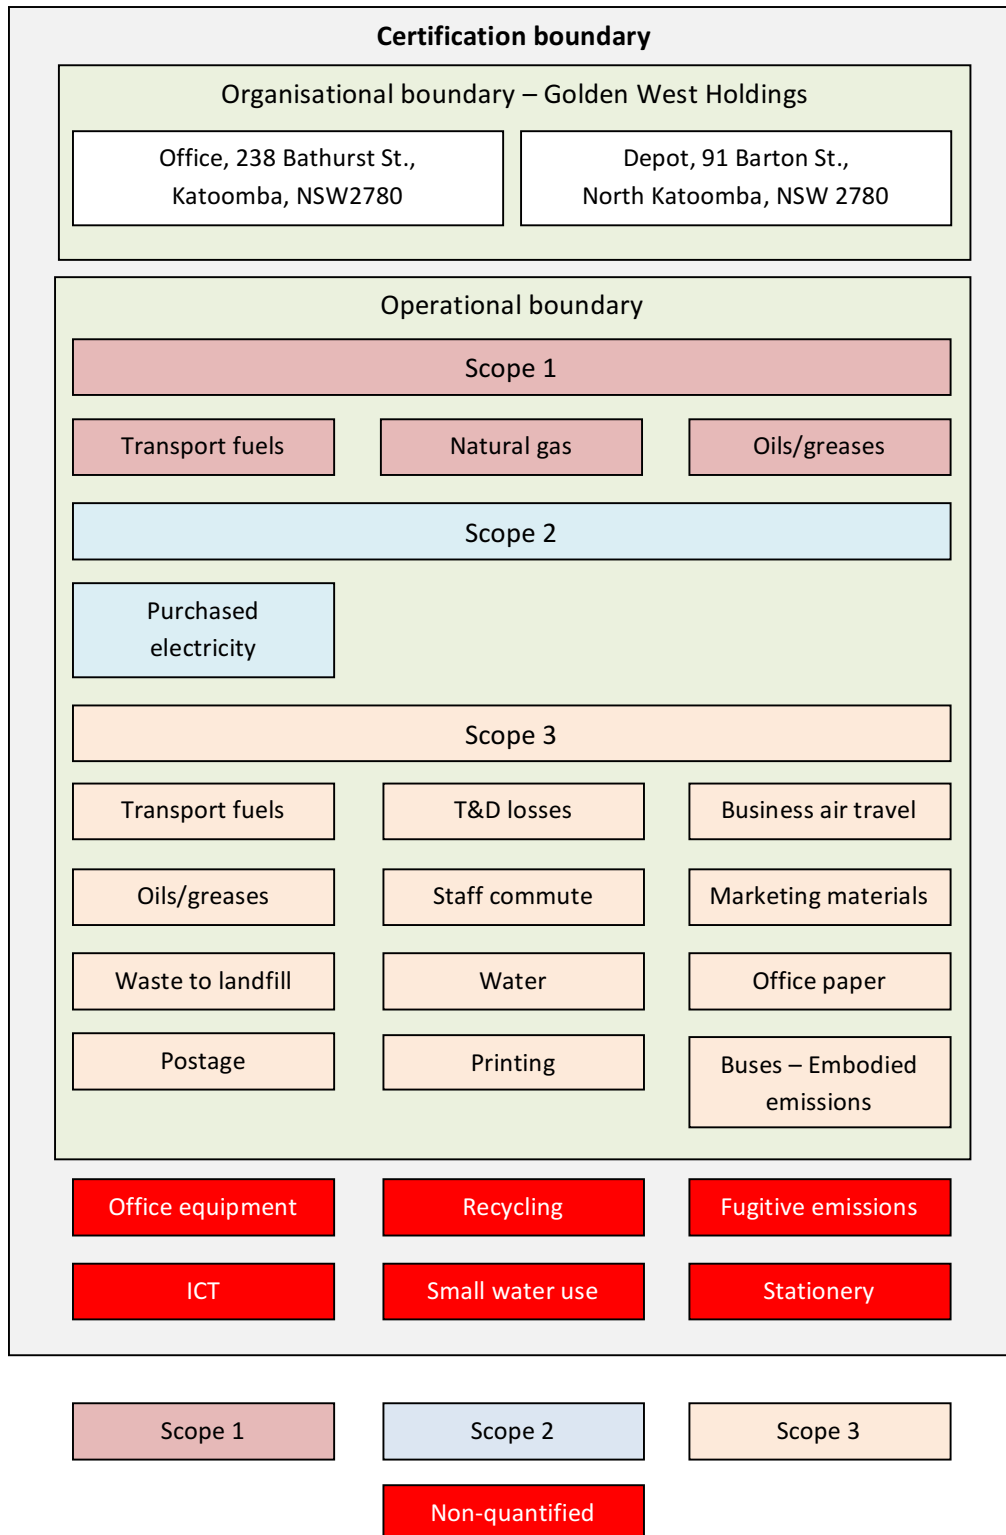 Certification boundary
Organisational boundary – Golden West Holdings
Office, 238 Bathurst St.,
Katoomba, NSW2780
Depot, 91 Barton St.,
North Katoomba, NSW 2780
Operational boundary
Scope 1
Transport fuels
Natural gas
Oils/greases
Scope 2
Purchased
electricity
Scope 3
Transport fuels
T&D losses
Business air travel
Oils/greases
Staff commute
Marketing materials
Waste to landfill
Water
Office paper
Postage
Printing
Buses – Embodied
emissions
Office equipment
Recycling
Fugitive emissions
ICT
Small water use
Stationery
Scope 1
Scope 2
Scope 3
Non-quantified